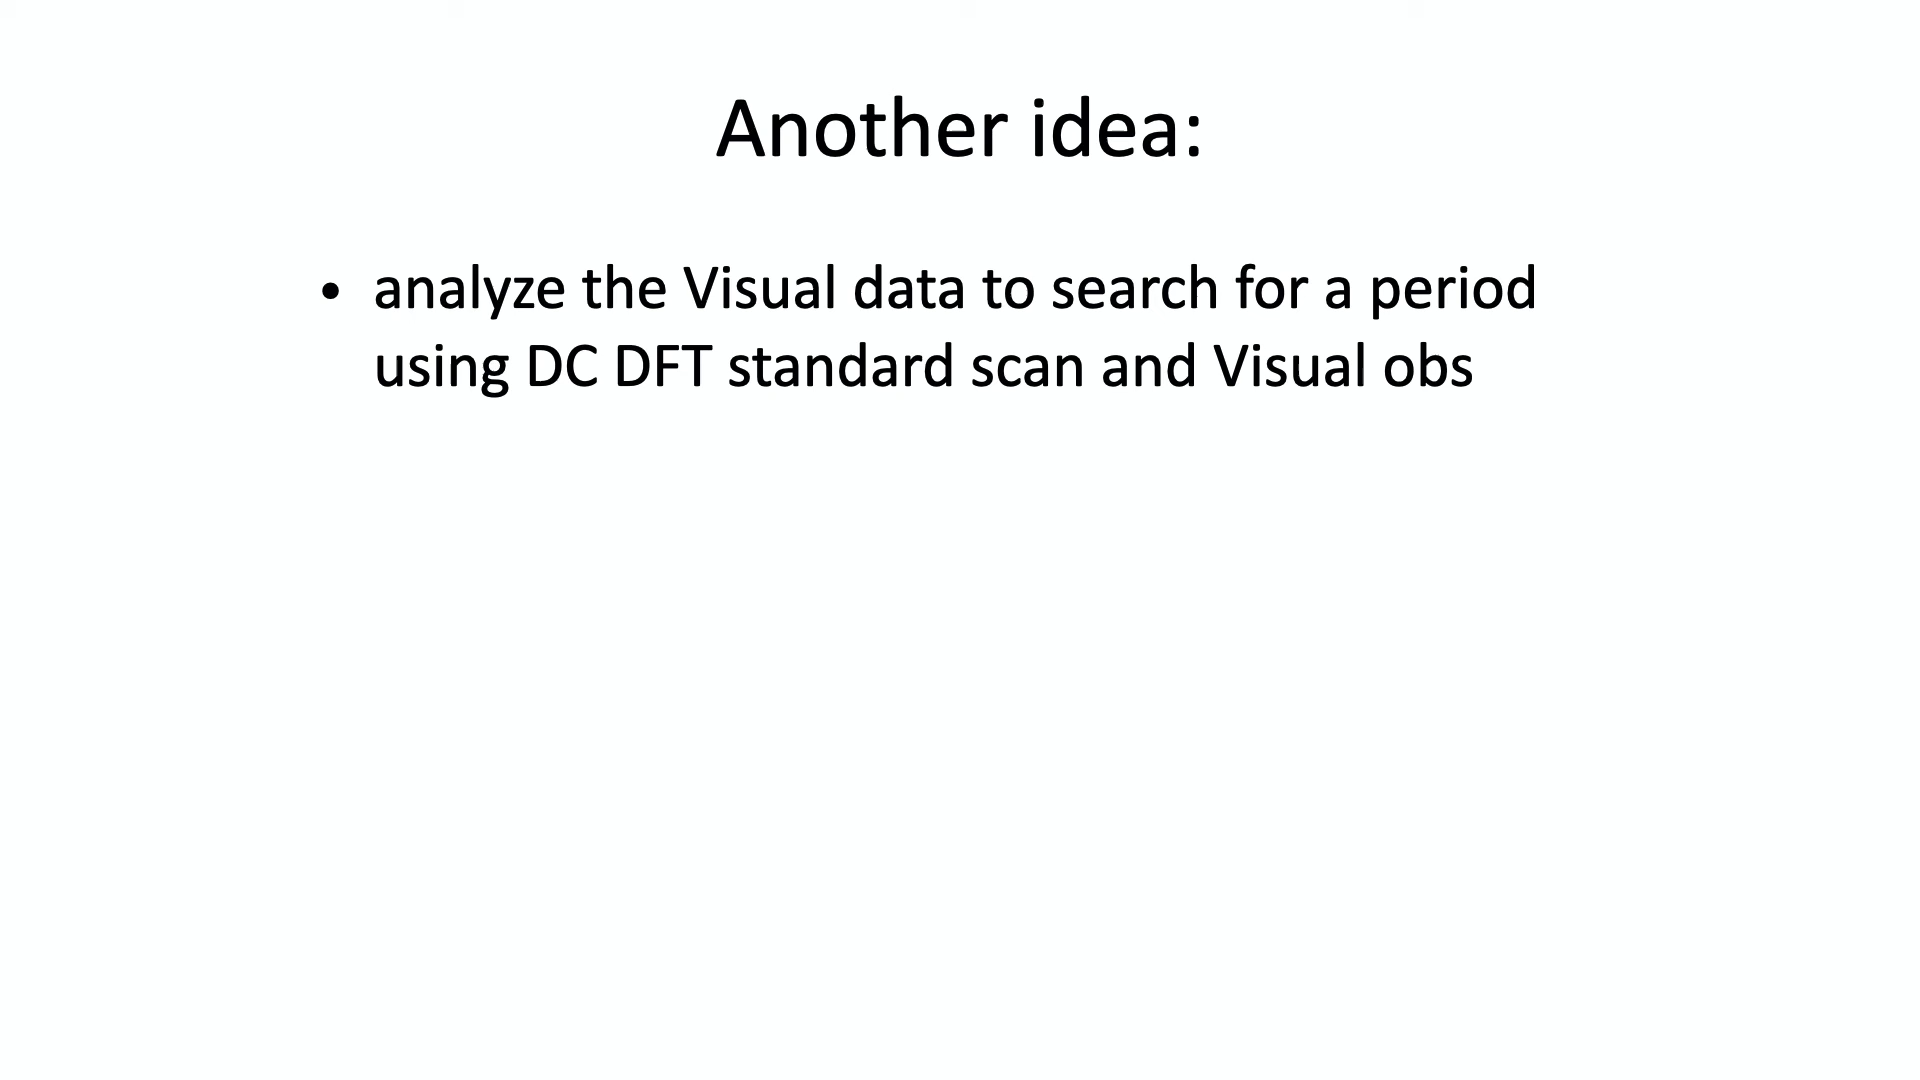 Another idea:
• analyze the Visual data to search for a period
using DC DFT standard scan and Visual obs